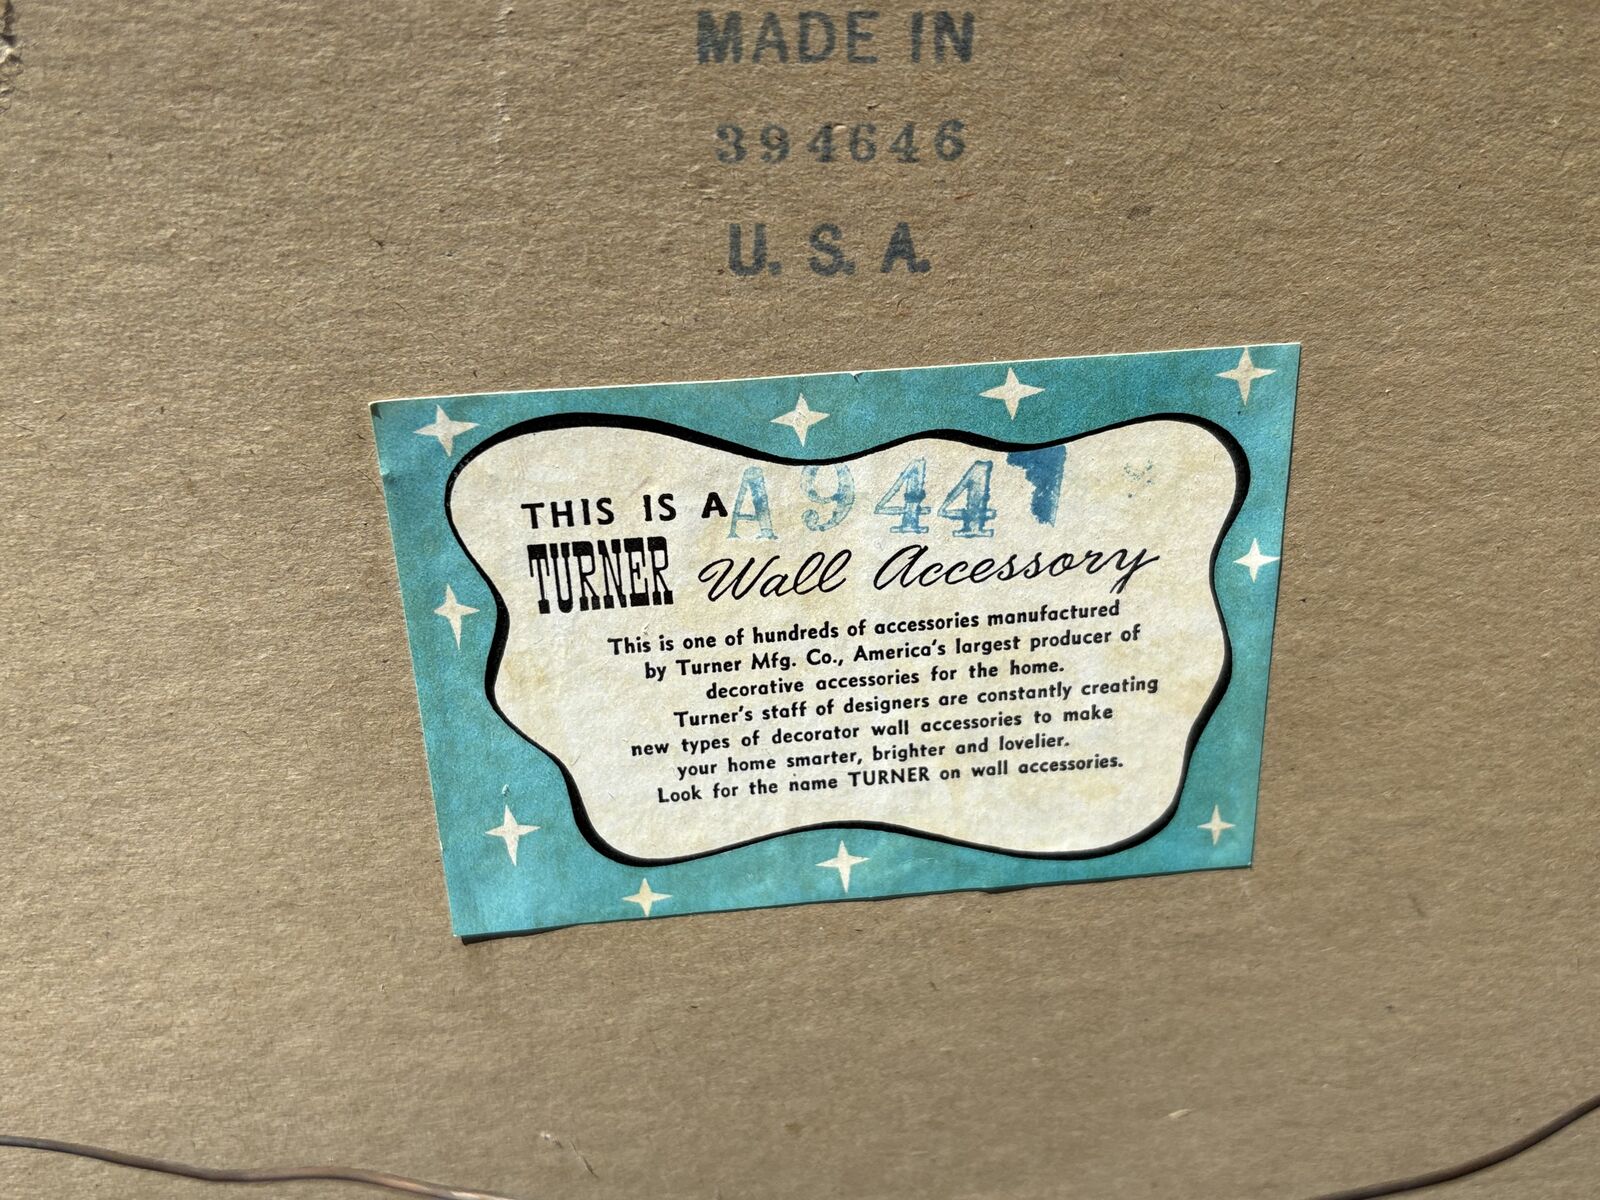 MADE IN
394646
U. S. A.
THIS IS A A944
TURNER Wall Accessory
This is one of hundreds of accessories manufactured
by Turner Mfg. Co., America's largest producer of
decorative accessories for the home.
Turner's staff of designers are constantly creating
new types of decorator wall accessories to make
your home smarter, brighter and lovelier.
Look for the name TURNER on wall accessories.